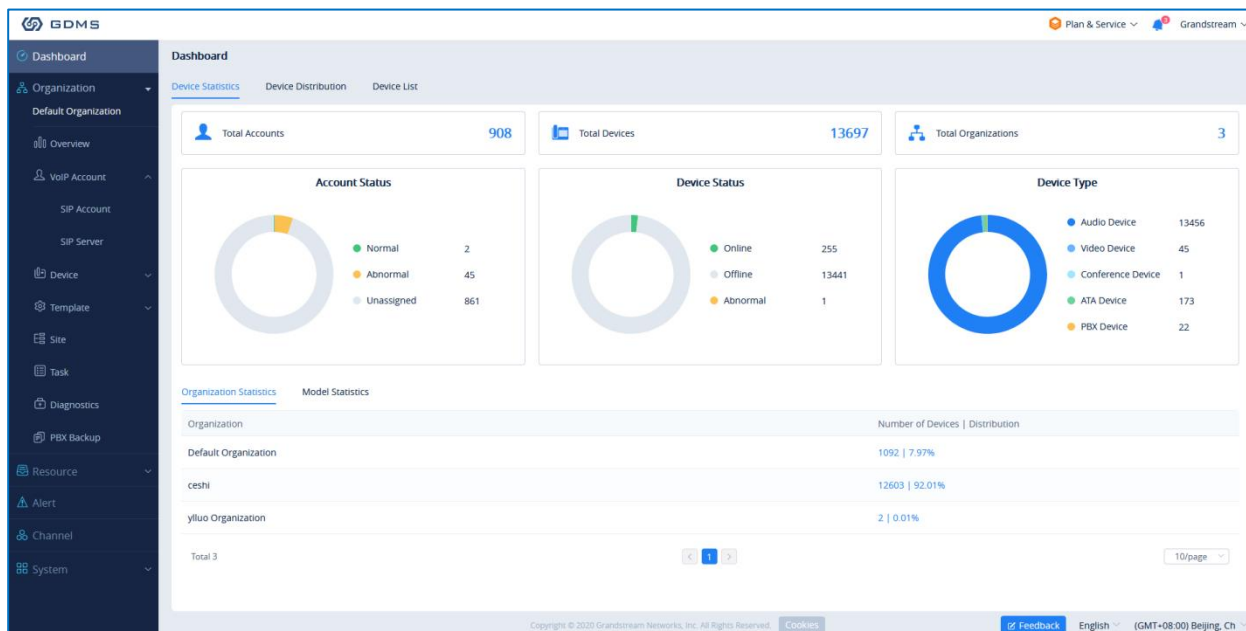 GDMS
Plan & Service
3
Grandstream
Dashboard
Organization
Default Organization
Overview
VoIP Account
SIP Account
SIP Server
Device
Template
Site
Task
Diagnostics
PBX Backup
Resource
Alert
Channel
System
Dashboard
Device Statistics Device Distribution Device List
Total Accounts 908
Total Devices 13697
Total Organizations 3
Account Status
Normal 2
Abnormal 45
Unassigned 861
Device Status
Online 255
Offline 13441
Abnormal 1
Device Type
Audio Device 13456
Video Device 45
Conference Device 1
ATA Device 173
PBX Device 22
Organization Statistics Model Statistics
Organization Number of Devices | Distribution
Default Organization 1092 | 7.97%
ceshi 12603 | 92.01%
ylluo Organization 2 | 0.01%
Total 3 < 1 > 10/page
Copyright © 2020 Grandstream Networks, Inc. All Rights Reserved. Cookies Feedback English (GMT+08:00) Beijing, Ch